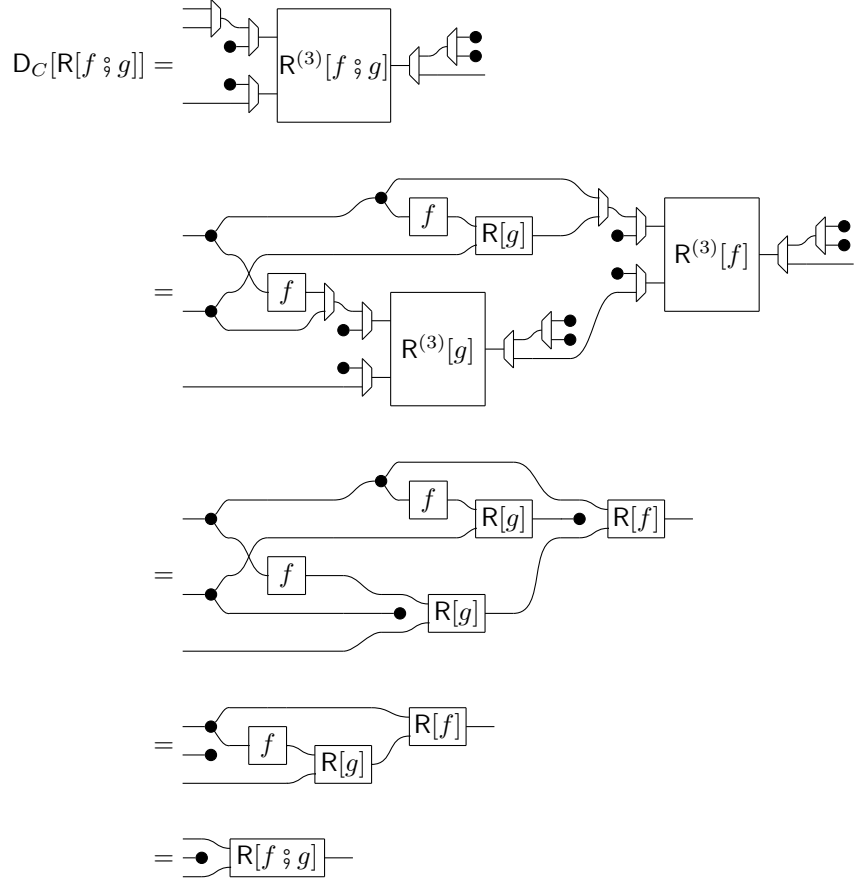 D_C[R[f ⨾ g]] = R^(3)[f ⨾ g]
f
R[g]
= f R^(3)[f]
R^(3)[g]
f
R[g] R[f]
= f
R[g]
R[f]
= f
R[g]
= R[f ⨾ g]